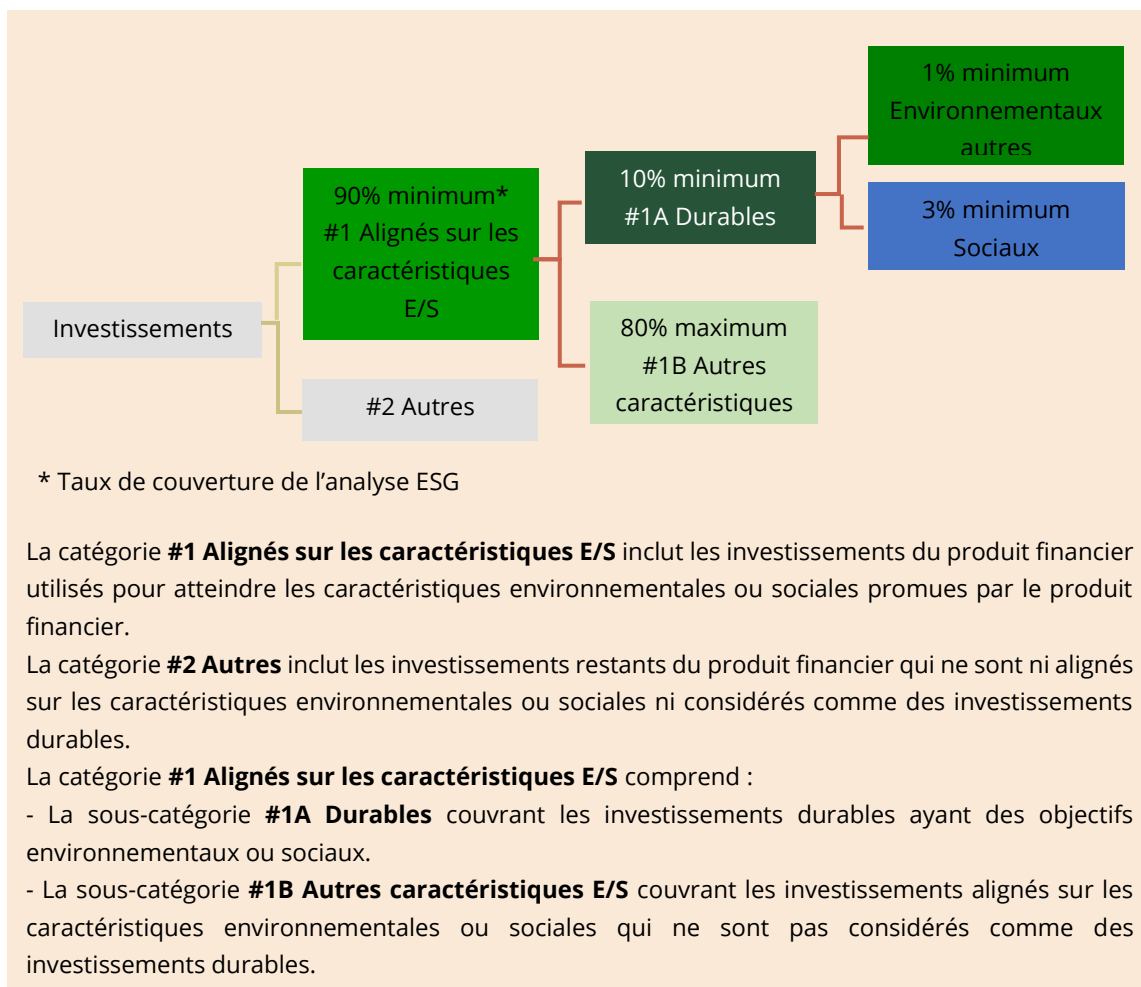 1% minimum
Environnementaux
autres
10% minimum
#1A Durables
90% minimum*
#1 Alignés sur les
caractéristiques
E/S
3% minimum
Sociaux
Investissements
80% maximum
#1B Autres
caractéristiques
#2 Autres
* Taux de couverture de l’analyse ESG
La catégorie #1 Alignés sur les caractéristiques E/S inclut les investissements du produit financier
utilisés pour atteindre les caractéristiques environnementales ou sociales promues par le produit
financier.
La catégorie #2 Autres inclut les investissements restants du produit financier qui ne sont ni alignés
sur les caractéristiques environnementales ou sociales ni considérés comme des investissements
durables.
La catégorie #1 Alignés sur les caractéristiques E/S comprend :
- La sous-catégorie #1A Durables couvrant les investissements durables ayant des objectifs
environnementaux ou sociaux.
- La sous-catégorie #1B Autres caractéristiques E/S couvrant les investissements alignés sur les
caractéristiques environnementales ou sociales qui ne sont pas considérés comme des
investissements durables.